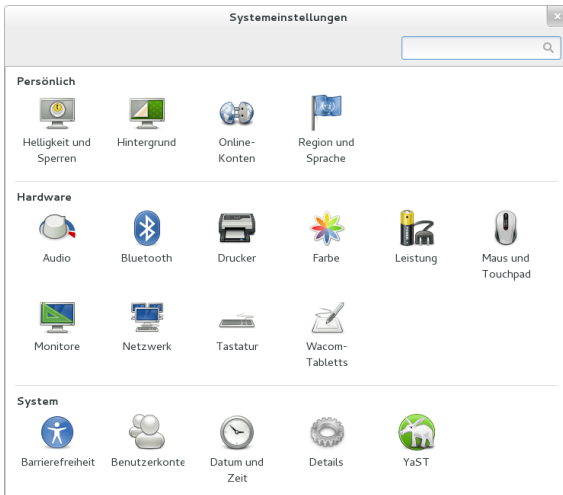 Systemeinstellungen
Persönlich
Helligkeit und Sperren
Hintergrund
Online-Konten
Region und Sprache
Hardware
Audio
Bluetooth
Drucker
Farbe
Leistung
Maus und Touchpad
Monitore
Netzwerk
Tastatur
Wacom-Tabletts
System
Barrierefreiheit
Benutzerkonte
Datum und Zeit
Details
YaST